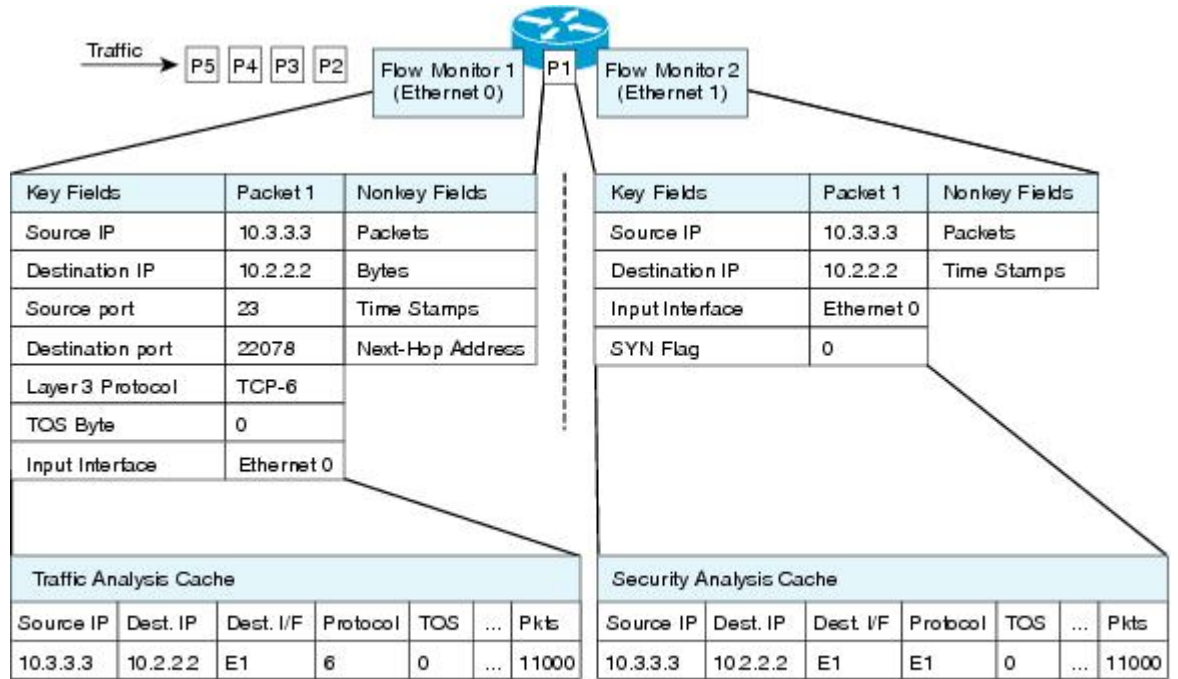 Traffic
P5 P4 P3 P2
Flow Monitor 1
(Ethernet 0)
P1
Flow Monitor 2
(Ethernet 1)
Key Fields Packet 1 Nonkey Fields
Source IP 10.3.3.3 Packets
Destination IP 10.2.2.2 Bytes
Source port 23 Time Stamps
Destination port 22078 Next-Hop Address
Layer 3 Protocol TCP-6
TOS Byte 0
Input Interface Ethernet 0
Key Fields Packet 1 Nonkey Fields
Source IP 10.3.3.3 Packets
Destination IP 10.2.2.2 Time Stamps
Input Interface Ethernet 0
SYN Flag 0
Traffic Analysis Cache
Source IP Dest. IP Dest. I/F Protocol TOS ... Pkts
10.3.3.3 10.2.2.2 E1 6 0 ... 11000
Security Analysis Cache
Source IP Dest. IP Dest. I/F Protocol TOS ... Pkts
10.3.3.3 10.2.2.2 E1 E1 0 ... 11000